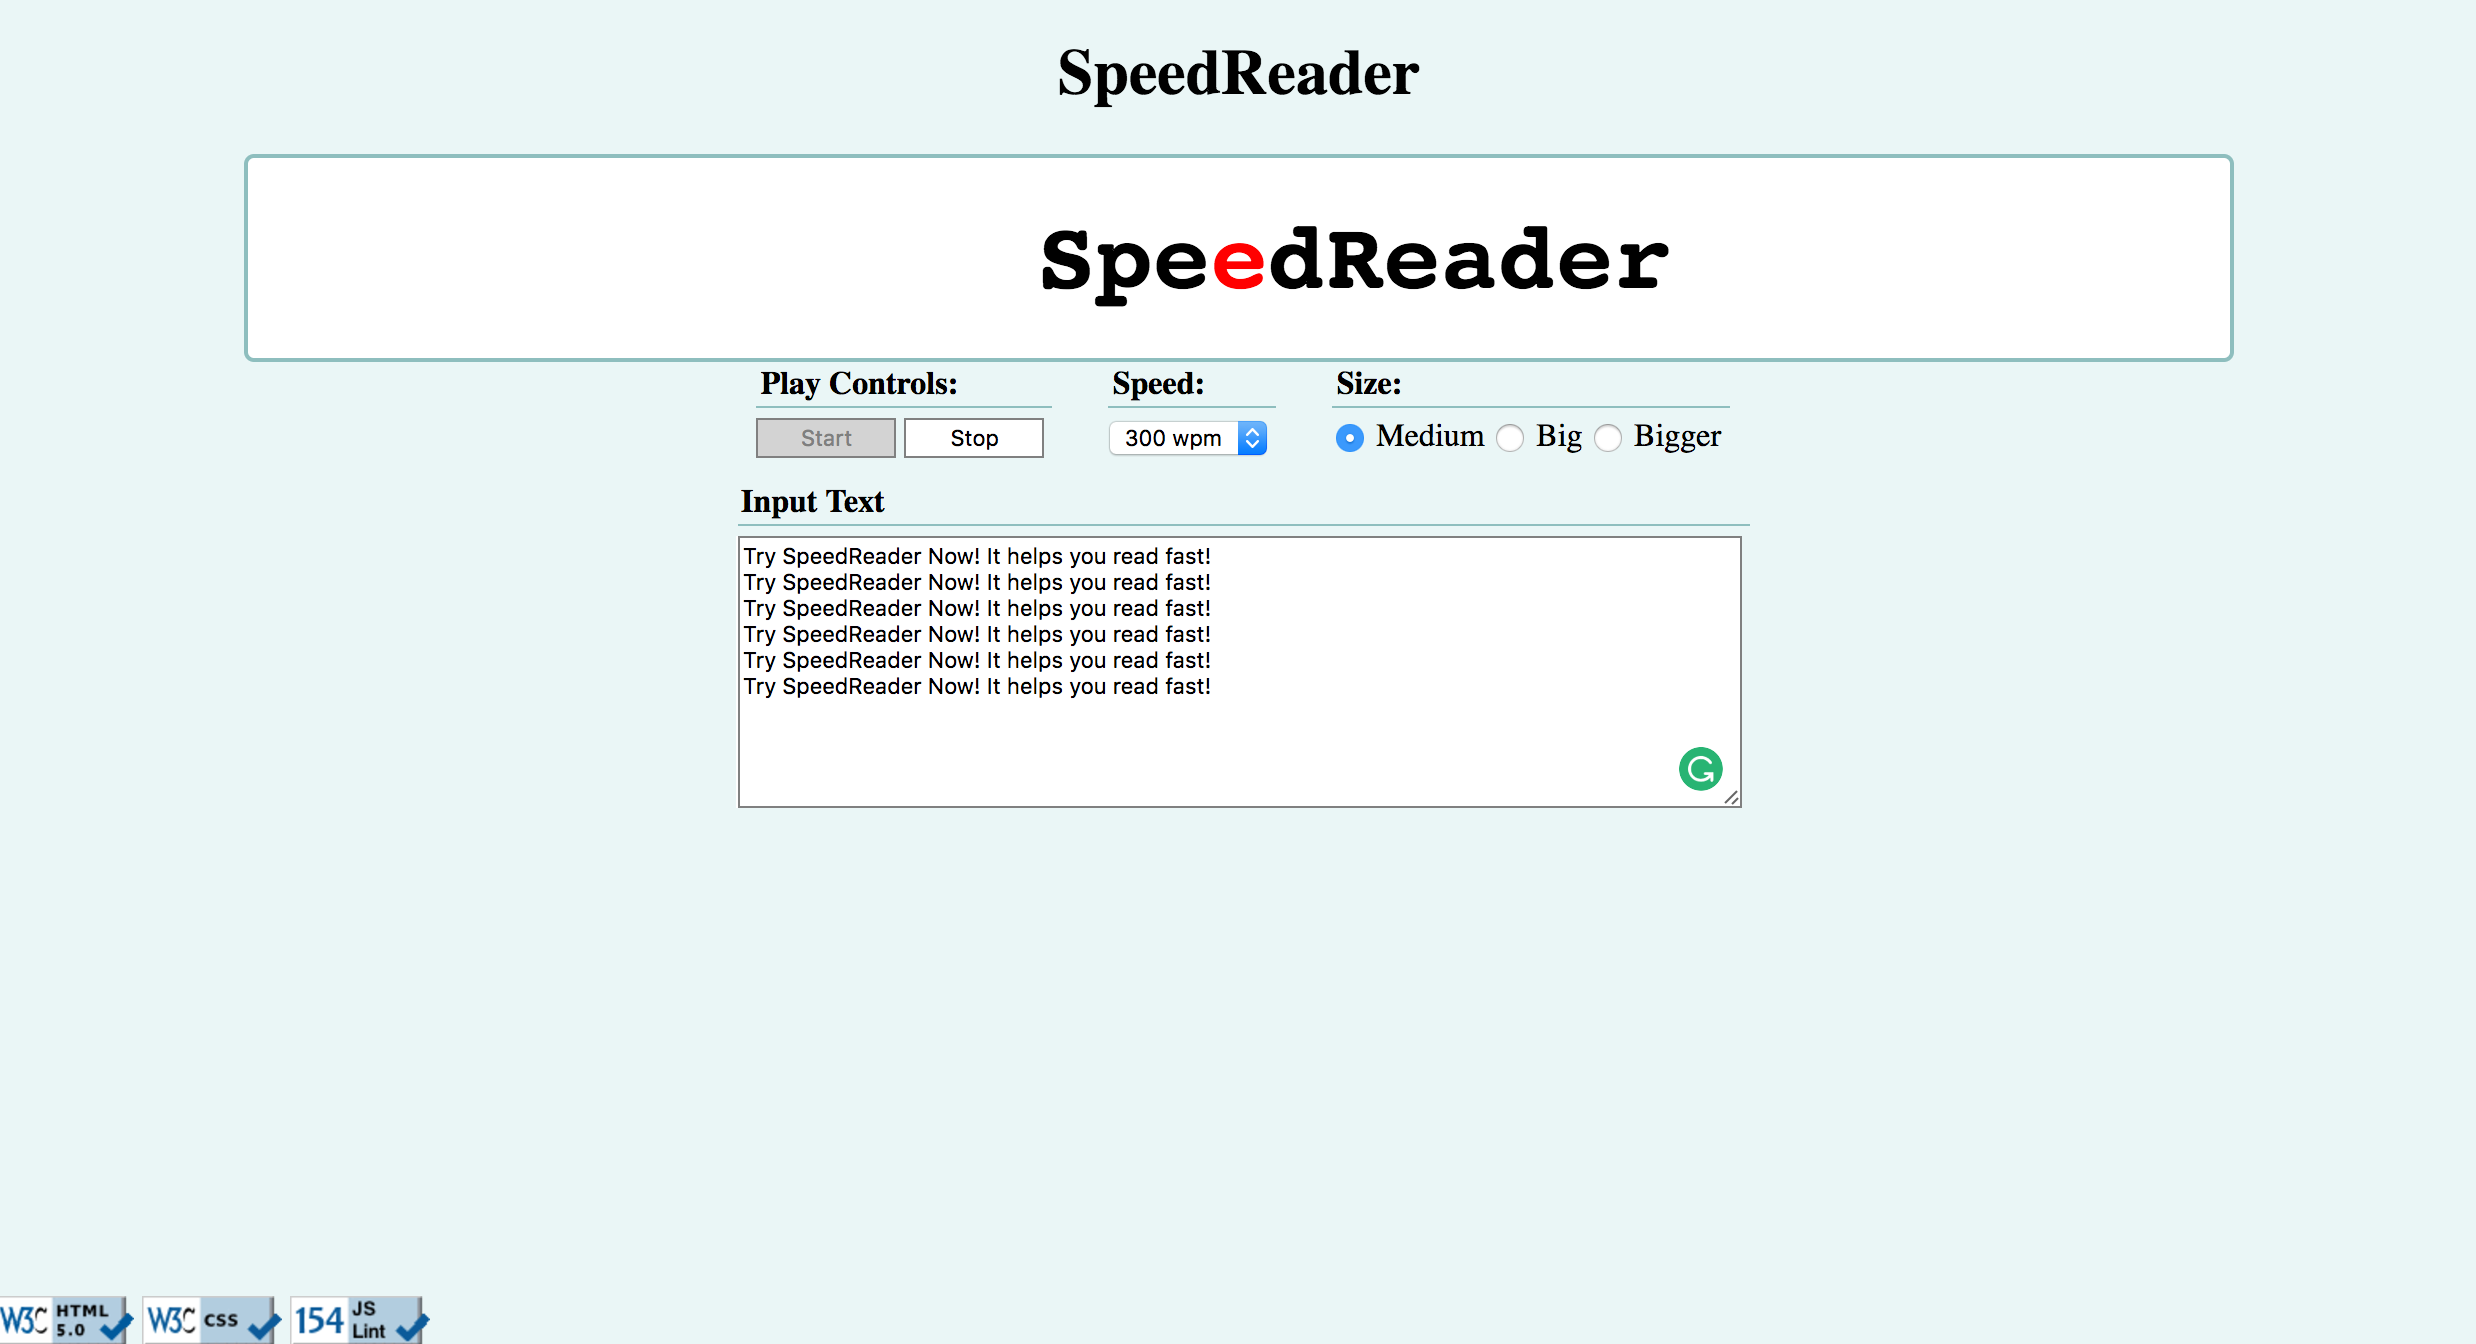 SpeedReader
SpeedReader
Play Controls: Speed: Size:
Start Stop 300 wpm Medium Big Bigger
Input Text
Try SpeedReader Now! It helps you read fast!
Try SpeedReader Now! It helps you read fast!
Try SpeedReader Now! It helps you read fast!
Try SpeedReader Now! It helps you read fast!
Try SpeedReader Now! It helps you read fast!
Try SpeedReader Now! It helps you read fast!
W3C HTML 5.0 W3C css 154 JS Lint